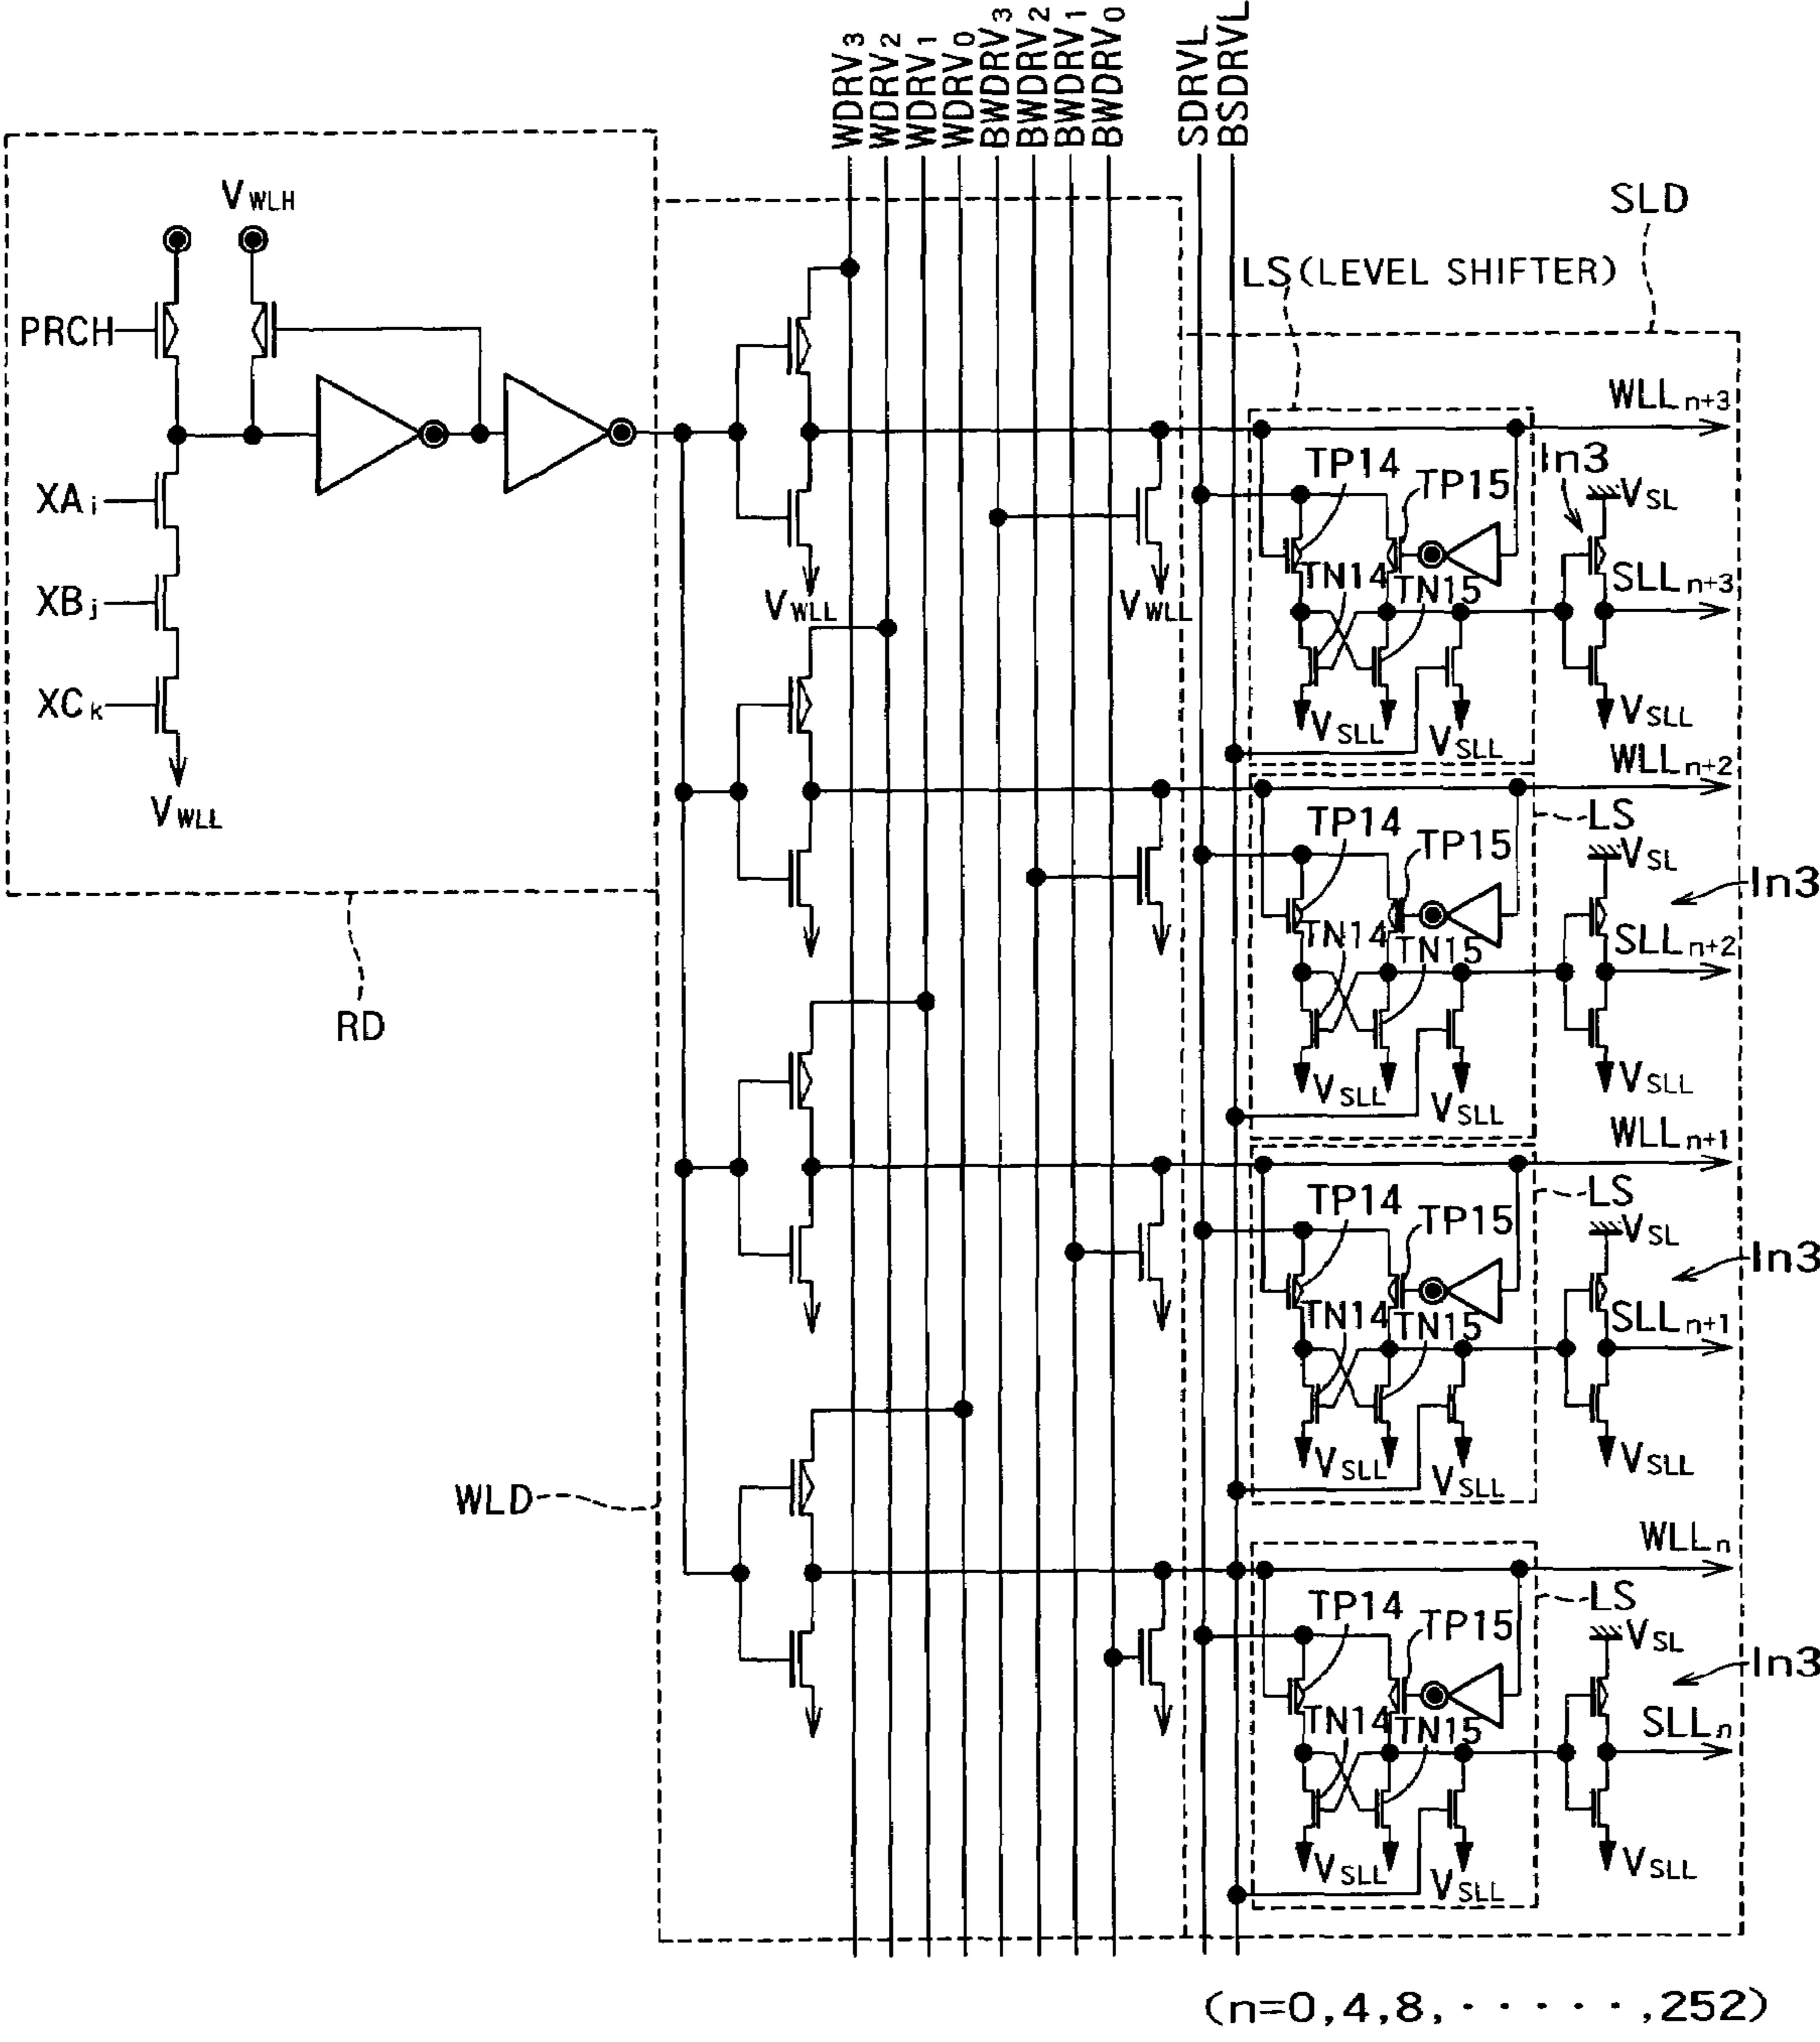 WDRV3
WDRV2
WDRV1
WDRV0
BWDRV3
BWDRV2
BWDRV1
BWDRV0
SDRVL
BSDRVL
VWLH
PRCH
XAi
XBj
XCk
VWLL
RD
WLD
VWLL
VWLL
SLD
LS(LEVEL SHIFTER)
WLLn+3
TP14
TP15
In3
VSL
TN14
TN15
SLLn+3
VSLL
VSLL
VSLL
WLLn+2
TP14
TP15
LS
VSL
In3
TN14
TN15
SLLn+2
VSLL
VSLL
VSLL
WLLn+1
TP14
TP15
LS
VSL
In3
TN14
TN15
SLLn+1
VSLL
VSLL
VSLL
WLLn
TP14
TP15
LS
VSL
In3
TN14
TN15
SLLn
VSLL
VSLL
VSLL
(n=0,4,8,·····,252)